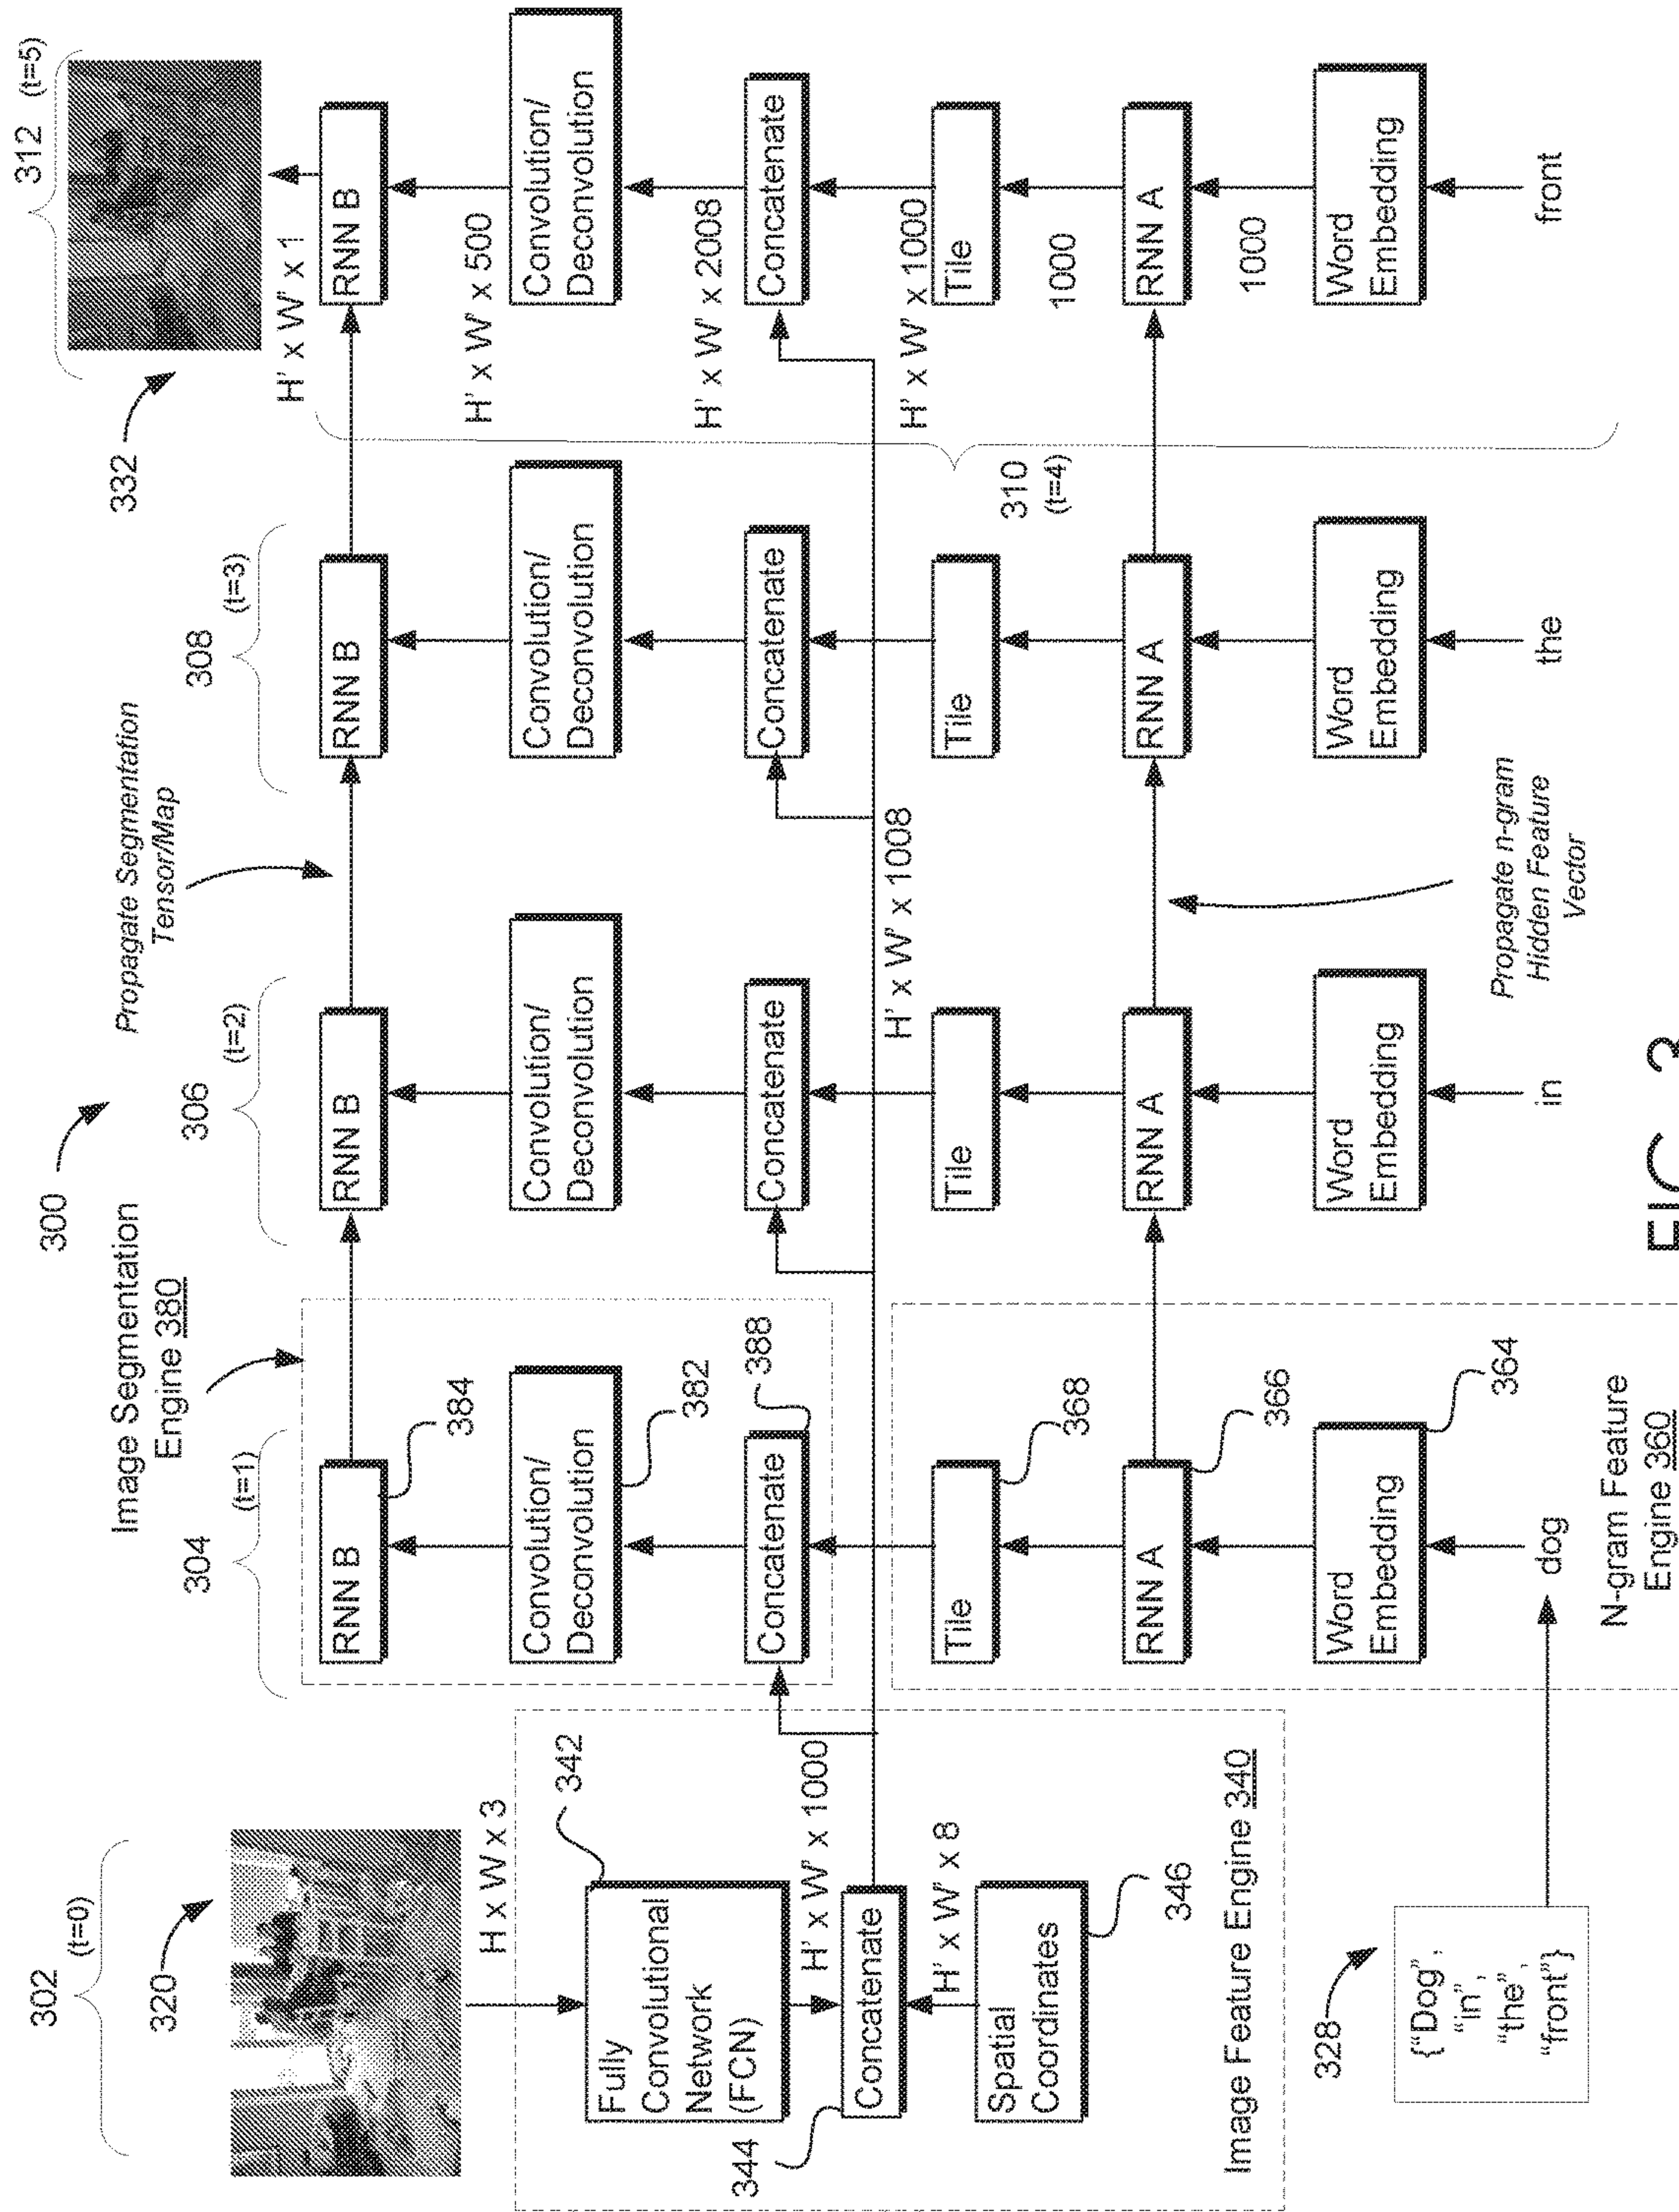 300
302
(t=0)
320
H x W x 3
Fully
Convolutional
Network
(FCN)
342
H' x W' x 1000
344
Concatenate
H' x W' x 8
Spatial
Coordinates
346
Image Feature Engine 340
328
{“Dog”,
“in”,
“the”,
“front”}
Image Segmentation
Engine 380
304
(t=1)
RNN B
384
Convolution/
Deconvolution
382
Concatenate
388
Tile
368
RNN A
366
Word
Embedding
364
dog
N-gram Feature
Engine 360
306
(t=2)
RNN B
Convolution/
Deconvolution
Concatenate
Tile
RNN A
Word
Embedding
in
Propagate Segmentation
Tensor/Map
H' x W' x 1008
Propagate n-gram
Hidden Feature
Vector
308
(t=3)
RNN B
Convolution/
Deconvolution
Concatenate
Tile
RNN A
Word
Embedding
the
310
(t=4)
332
312
(t=5)
H' x W' x 1
RNN B
H' x W' x 500
Convolution/
Deconvolution
H' x W' x 2008
Concatenate
H' x W' x 1000
Tile
1000
RNN A
1000
Word
Embedding
front